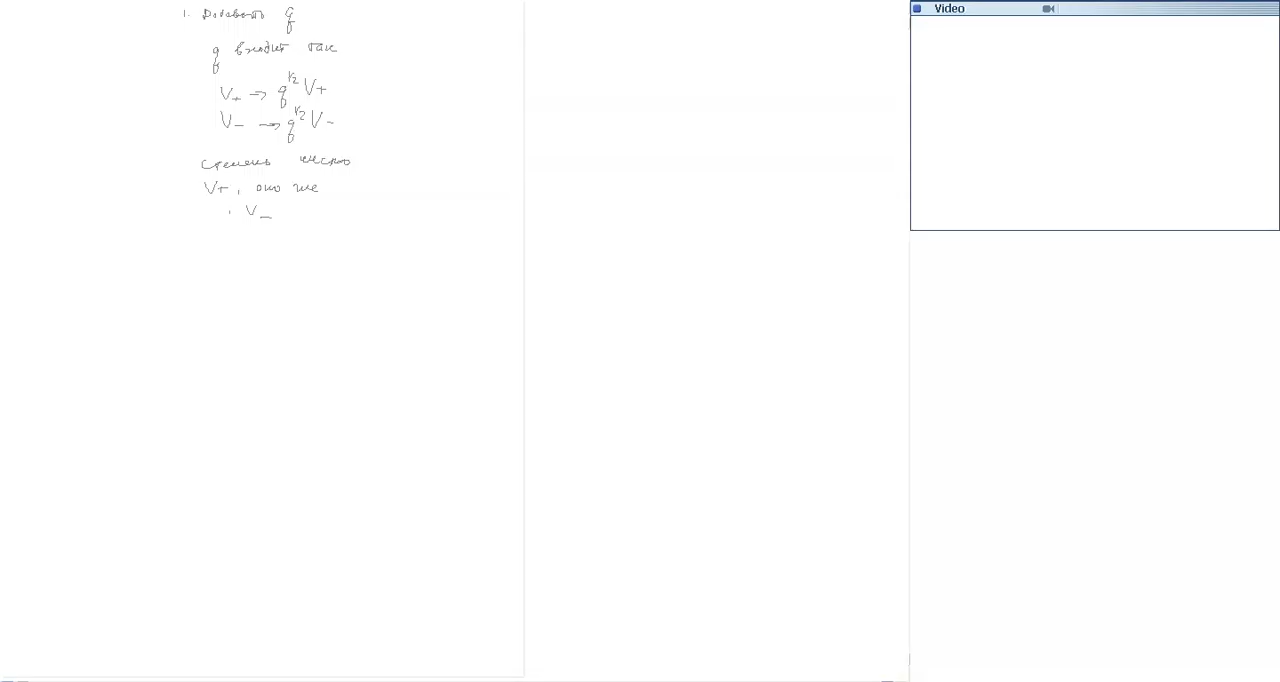 1. Добавить q
q входит так
V₊ → q^{1/2} V₊
V₋ → q^{1/2} V₋
степень число
V₊, оно же
, V₋
Video